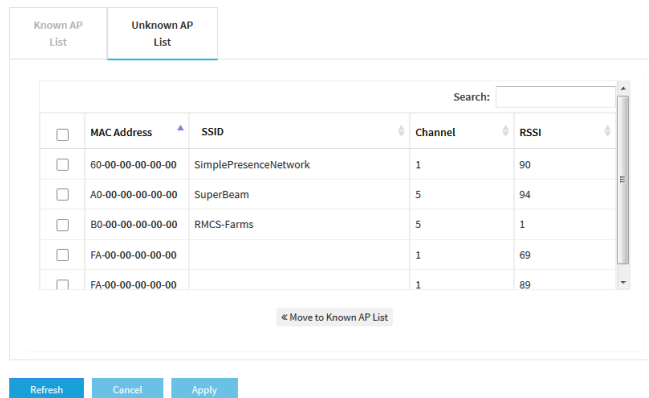 Known AP List
Unknown AP List
Search:
MAC Address SSID Channel RSSI
60-00-00-00-00-00 SimplePresenceNetwork 1 90
A0-00-00-00-00-00 SuperBeam 5 94
B0-00-00-00-00-00 RMCS-Farms 5 1
FA-00-00-00-00-00 1 69
FA-00-00-00-00-00 1 89
« Move to Known AP List
Refresh Cancel Apply